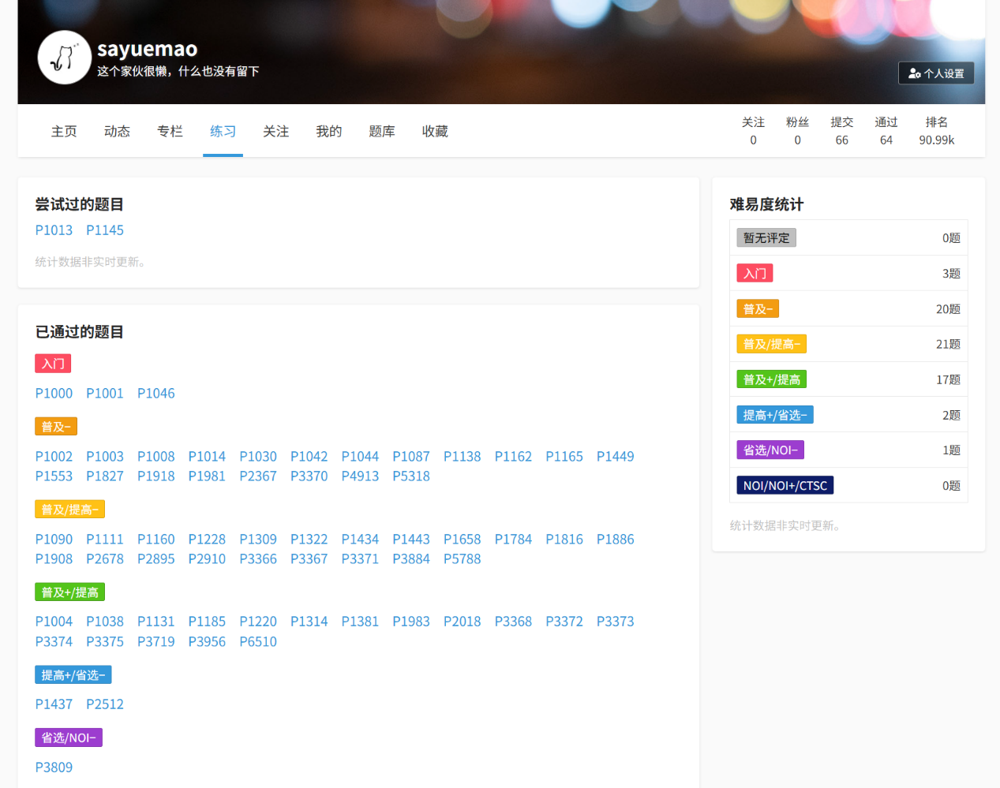 sayuemao
这个家伙很懒，什么也没有留下
个人设置
主页 动态 专栏 练习 关注 我的 题库 收藏
关注 粉丝 提交 通过 排名
0 0 66 64 90.99k
尝试过的题目
P1013 P1145
统计数据非实时更新。
已通过的题目
入门
P1000 P1001 P1046
普及−
P1002 P1003 P1008 P1014 P1030 P1042 P1044 P1087 P1138 P1162 P1165 P1449
P1553 P1827 P1918 P1981 P2367 P3370 P4913 P5318
普及/提高−
P1090 P1111 P1160 P1228 P1309 P1322 P1434 P1443 P1658 P1784 P1816 P1886
P1908 P2678 P2895 P2910 P3366 P3367 P3371 P3884 P5788
普及+/提高
P1004 P1038 P1131 P1185 P1220 P1314 P1381 P1983 P2018 P3368 P3372 P3373
P3374 P3375 P3719 P3956 P6510
提高+/省选−
P1437 P2512
省选/NOI−
P3809
难易度统计
暂无评定 0题
入门 3题
普及− 20题
普及/提高− 21题
普及+/提高 17题
提高+/省选− 2题
省选/NOI− 1题
NOI/NOI+/CTSC 0题
统计数据非实时更新。